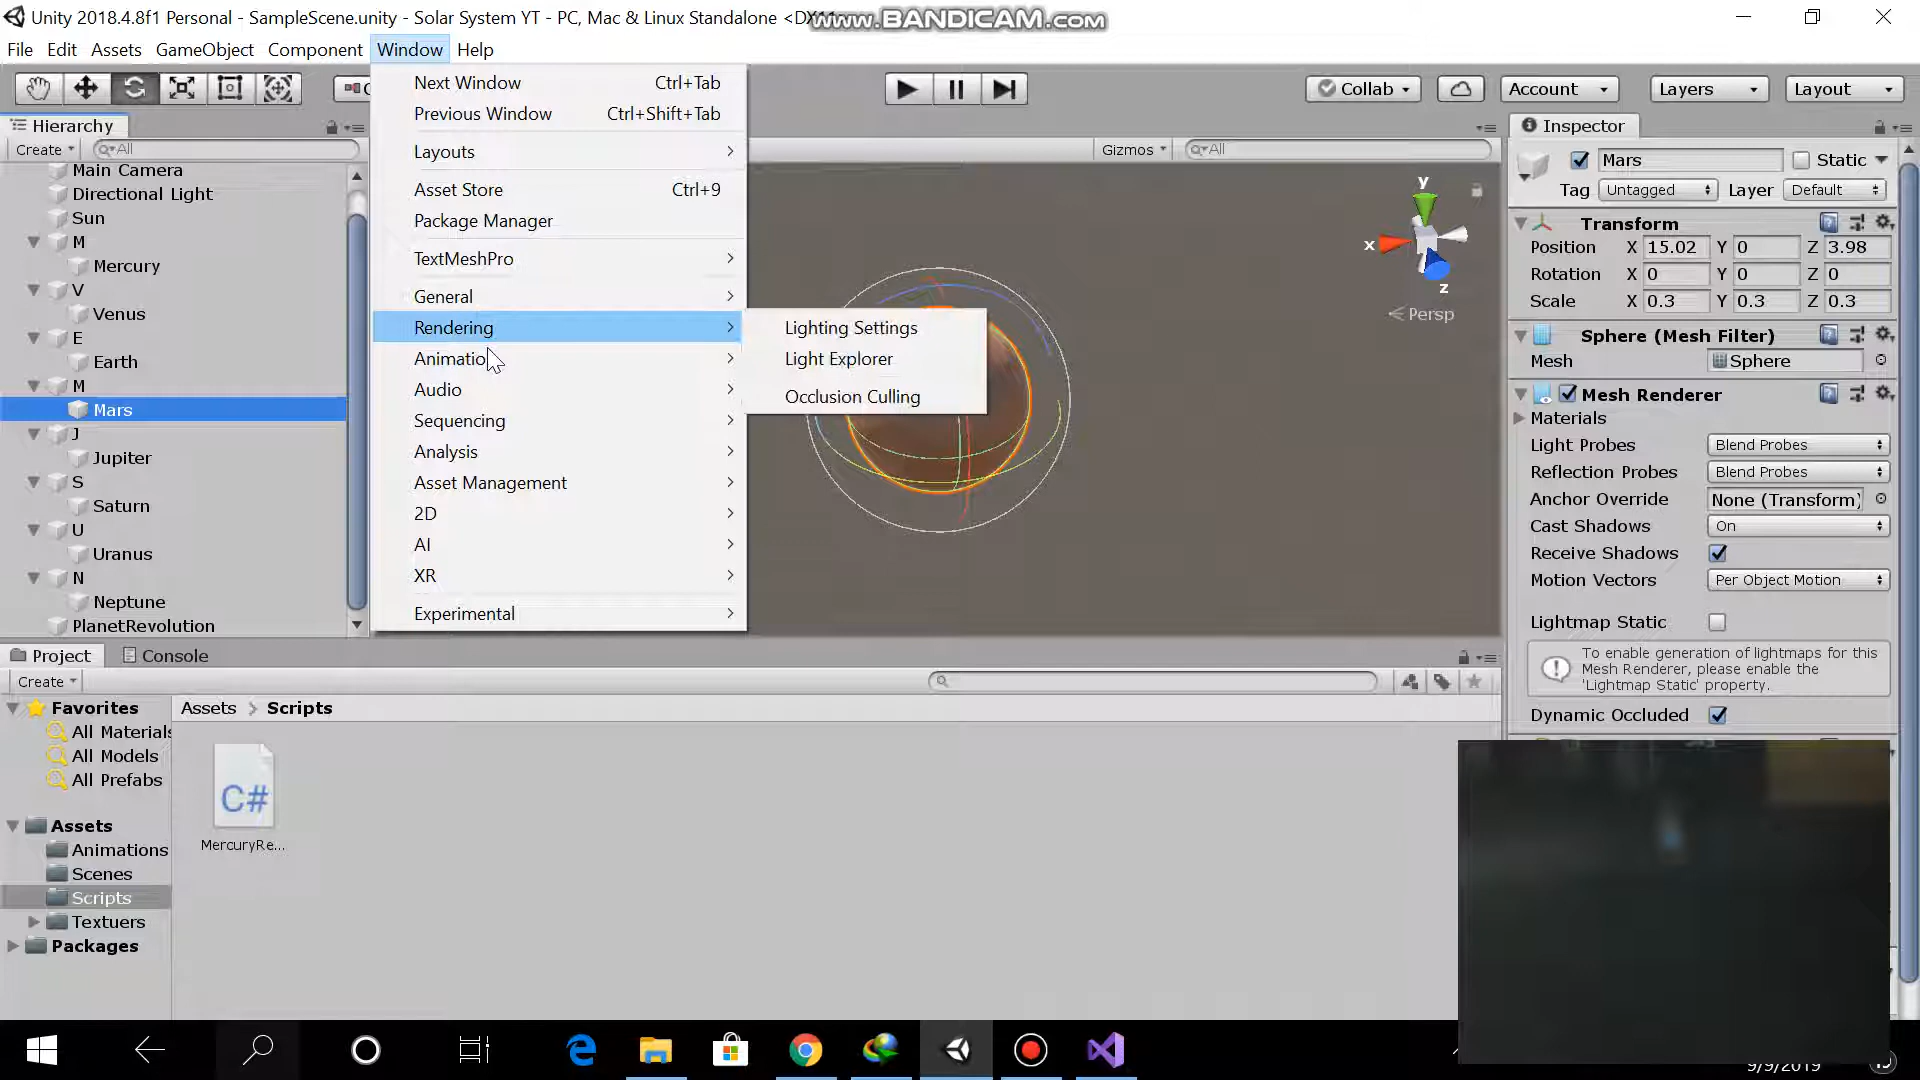 Unity 2018.4.8f1 Personal - SampleScene.unity - Solar System YT - PC, Mac & Linux Standalone
www.BANDICAM.com
File Edit Assets GameObject Component Window Help
Collab Account Layers Layout
Hierarchy
Create All
Main Camera
Directional Light
Sun
M
Mercury
V
Venus
E
Earth
M
Mars
J
Jupiter
S
Saturn
U
Uranus
N
Neptune
PlanetRevolution
Next Window Ctrl+Tab
Previous Window Ctrl+Shift+Tab
Layouts
Asset Store Ctrl+9
Package Manager
TextMeshPro
General
Rendering
Animation
Audio
Sequencing
Analysis
Asset Management
2D
AI
XR
Experimental
Lighting Settings
Light Explorer
Occlusion Culling
Gizmos All
y
x
z
Persp
Inspector
Mars Static
Tag Untagged Layer Default
Transform
Position X 15.02 Y 0 Z 3.98
Rotation X 0 Y 0 Z 0
Scale X 0.3 Y 0.3 Z 0.3
Sphere (Mesh Filter)
Mesh Sphere
Mesh Renderer
Materials
Light Probes Blend Probes
Reflection Probes Blend Probes
Anchor Override None (Transform)
Cast Shadows On
Receive Shadows
Motion Vectors Per Object Motion
Lightmap Static
To enable generation of lightmaps for this
Mesh Renderer, please enable the
'Lightmap Static' property.
Dynamic Occluded
Project Console
Create
Favorites
All Materials
All Models
All Prefabs
Assets
Animations
Scenes
Scripts
Textuers
Packages
Assets > Scripts
C#
MercuryRe...
9/9/2019